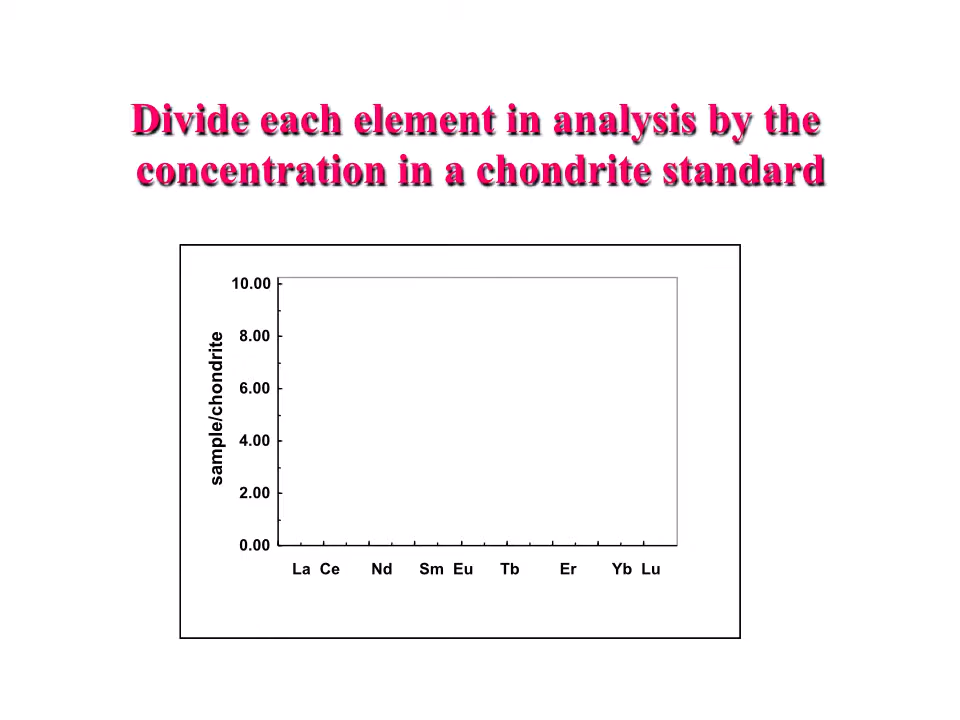 Divide each element in analysis by the
concentration in a chondrite standard
10.00
8.00
6.00
4.00
2.00
0.00
sample/chondrite
La Ce Nd Sm Eu Tb Er Yb Lu